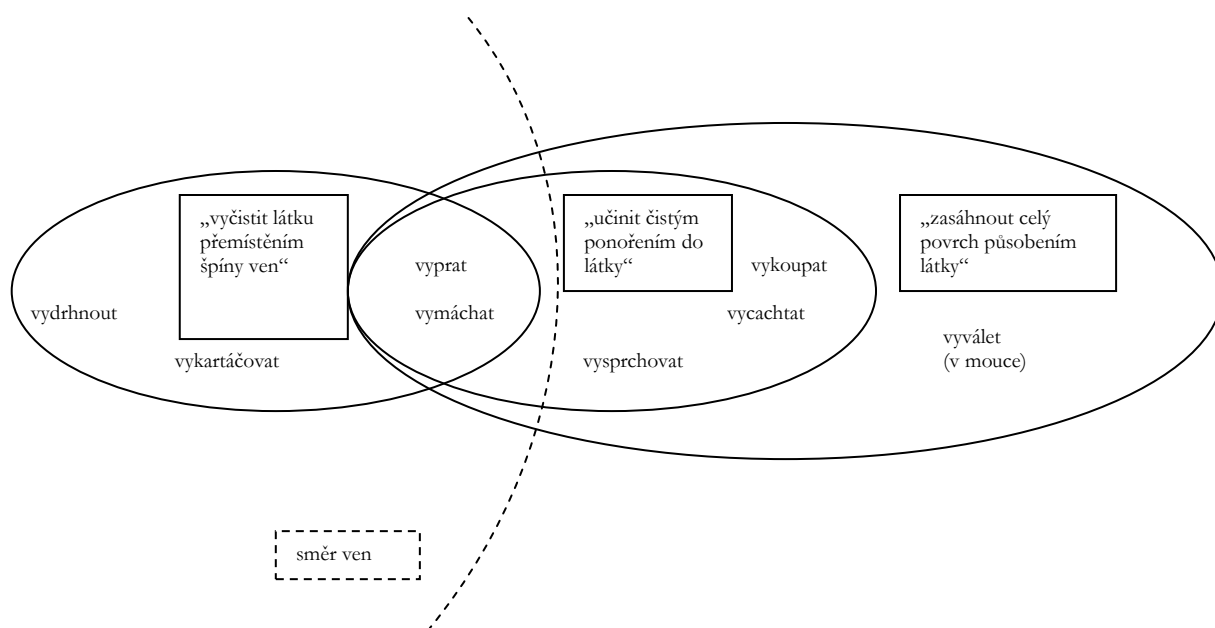 „vyčistit látku
přemístěním
špíny ven“
„učinit čistým
ponořením do
látky“
„zasáhnout celý
povrch působením
látky“
vyprat
vykoupat
vydrhnout
vymáchat
vycachtat
vykartáčovat
vysprchovat
vyválet
(v mouce)
směr ven